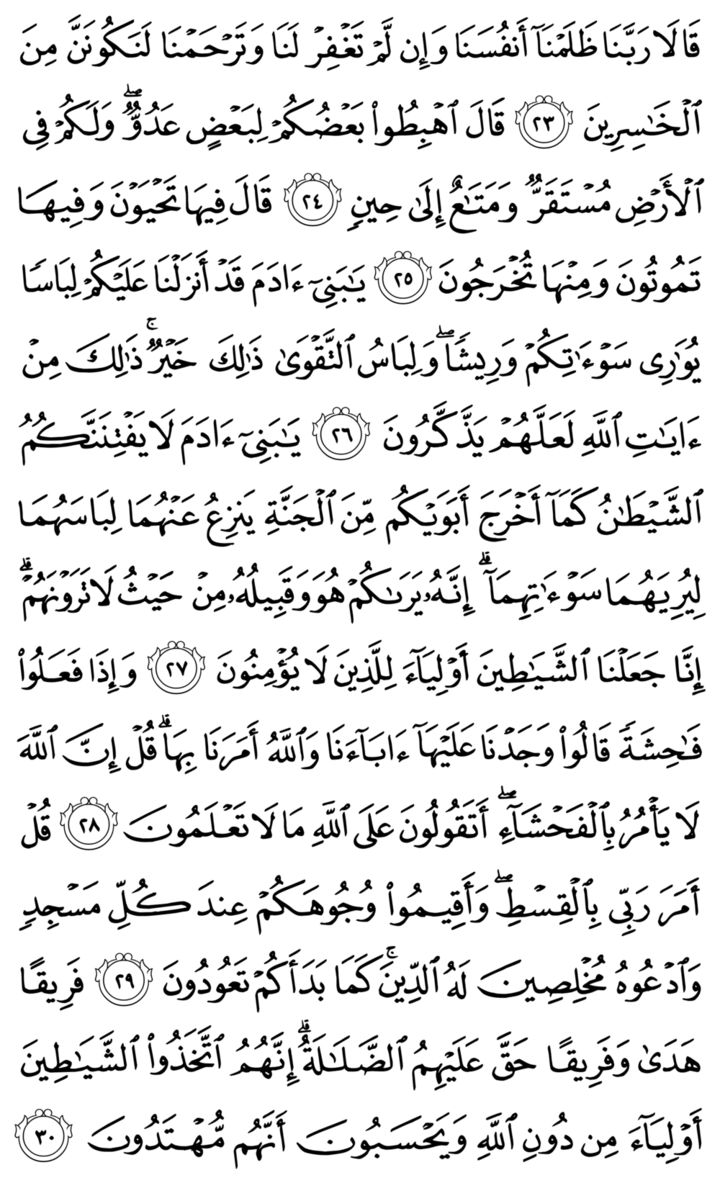 قَالَا رَبَّنَا ظَلَمْنَآ أَنفُسَنَا وَإِن لَّمْ تَغْفِرْ لَنَا وَتَرْحَمْنَا لَنَكُونَنَّ مِنَ
ٱلْخَٰسِرِينَ ٢٣ قَالَ ٱهْبِطُوا۟ بَعْضُكُمْ لِبَعْضٍ عَدُوٌّ ۖ وَلَكُمْ فِى
ٱلْأَرْضِ مُسْتَقَرٌّ وَمَتَٰعٌ إِلَىٰ حِينٍ ٢٤ قَالَ فِيهَا تَحْيَوْنَ وَفِيهَا
تَمُوتُونَ وَمِنْهَا تُخْرَجُونَ ٢٥ يَٰبَنِىٓ ءَادَمَ قَدْ أَنزَلْنَا عَلَيْكُمْ لِبَاسًا
يُوَٰرِى سَوْءَٰتِكُمْ وَرِيشًا ۖ وَلِبَاسُ ٱلتَّقْوَىٰ ذَٰلِكَ خَيْرٌ ۚ ذَٰلِكَ مِنْ
ءَايَٰتِ ٱللَّهِ لَعَلَّهُمْ يَذَّكَّرُونَ ٢٦ يَٰبَنِىٓ ءَادَمَ لَا يَفْتِنَنَّكُمُ
ٱلشَّيْطَٰنُ كَمَآ أَخْرَجَ أَبَوَيْكُم مِّنَ ٱلْجَنَّةِ يَنزِعُ عَنْهُمَا لِبَاسَهُمَا
لِيُرِيَهُمَا سَوْءَٰتِهِمَآ ۗ إِنَّهُۥ يَرَىٰكُمْ هُوَ وَقَبِيلُهُۥ مِنْ حَيْثُ لَا تَرَوْنَهُمْ ۗ
إِنَّا جَعَلْنَا ٱلشَّيَٰطِينَ أَوْلِيَآءَ لِلَّذِينَ لَا يُؤْمِنُونَ ٢٧ وَإِذَا فَعَلُوا۟
فَٰحِشَةً قَالُوا۟ وَجَدْنَا عَلَيْهَآ ءَابَآءَنَا وَٱللَّهُ أَمَرَنَا بِهَا ۗ قُلْ إِنَّ ٱللَّهَ
لَا يَأْمُرُ بِٱلْفَحْشَآءِ ۖ أَتَقُولُونَ عَلَى ٱللَّهِ مَا لَا تَعْلَمُونَ ٢٨ قُلْ
أَمَرَ رَبِّى بِٱلْقِسْطِ ۖ وَأَقِيمُوا۟ وُجُوهَكُمْ عِندَ كُلِّ مَسْجِدٍ
وَٱدْعُوهُ مُخْلِصِينَ لَهُ ٱلدِّينَ ۚ كَمَا بَدَأَكُمْ تَعُودُونَ ٢٩ فَرِيقًا
هَدَىٰ وَفَرِيقًا حَقَّ عَلَيْهِمُ ٱلضَّلَٰلَةُ ۗ إِنَّهُمُ ٱتَّخَذُوا۟ ٱلشَّيَٰطِينَ
أَوْلِيَآءَ مِن دُونِ ٱللَّهِ وَيَحْسَبُونَ أَنَّهُم مُّهْتَدُونَ ٣٠